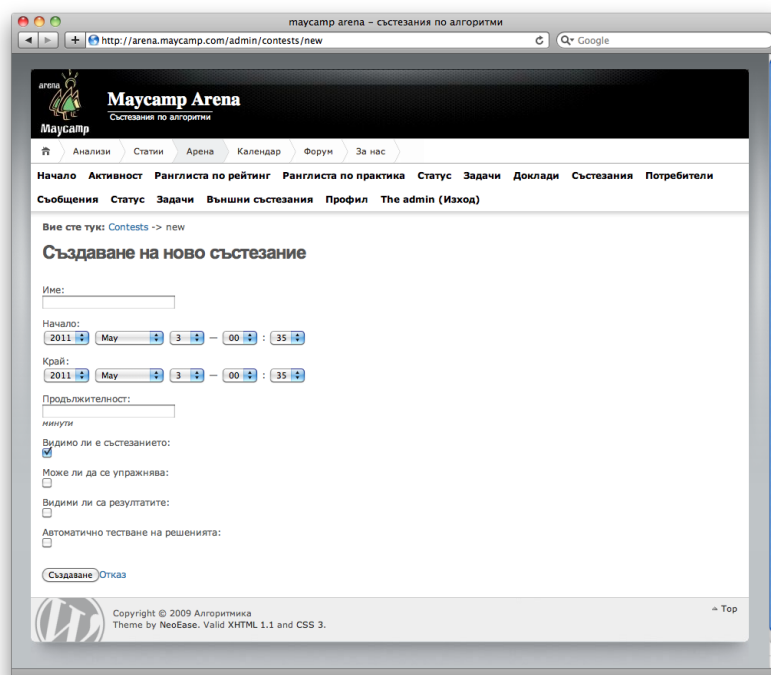 maycamp arena – състезания по алгоритми
http://arena.maycamp.com/admin/contests/new
Google
arena
Maycamp
Maycamp Arena
Състезания по алгоритми
Анализи Статии Арена Календар Форум За нас
Начало Активност Ранглиста по рейтинг Ранглиста по практика Статус Задачи Доклади Състезания Потребители
Съобщения Статус Задачи Външни състезания Профил The admin (Изход)
Вие сте тук: Contests -> new
Създаване на ново състезание
Име:
Начало:
2011 May 3 — 00 : 35
Край:
2011 May 3 — 00 : 35
Продължителност:
минути
Видимо ли е състезанието:
Може ли да се упражнява:
Видими ли са резултатите:
Автоматично тестване на решенията:
Създаване Отказ
Copyright © 2009 Алгоритмика
Theme by NeoEase. Valid XHTML 1.1 and CSS 3.
Top